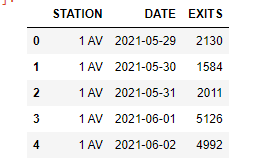 STATION DATE EXITS
0 1 AV 2021-05-29 2130
1 1 AV 2021-05-30 1584
2 1 AV 2021-05-31 2011
3 1 AV 2021-06-01 5126
4 1 AV 2021-06-02 4992